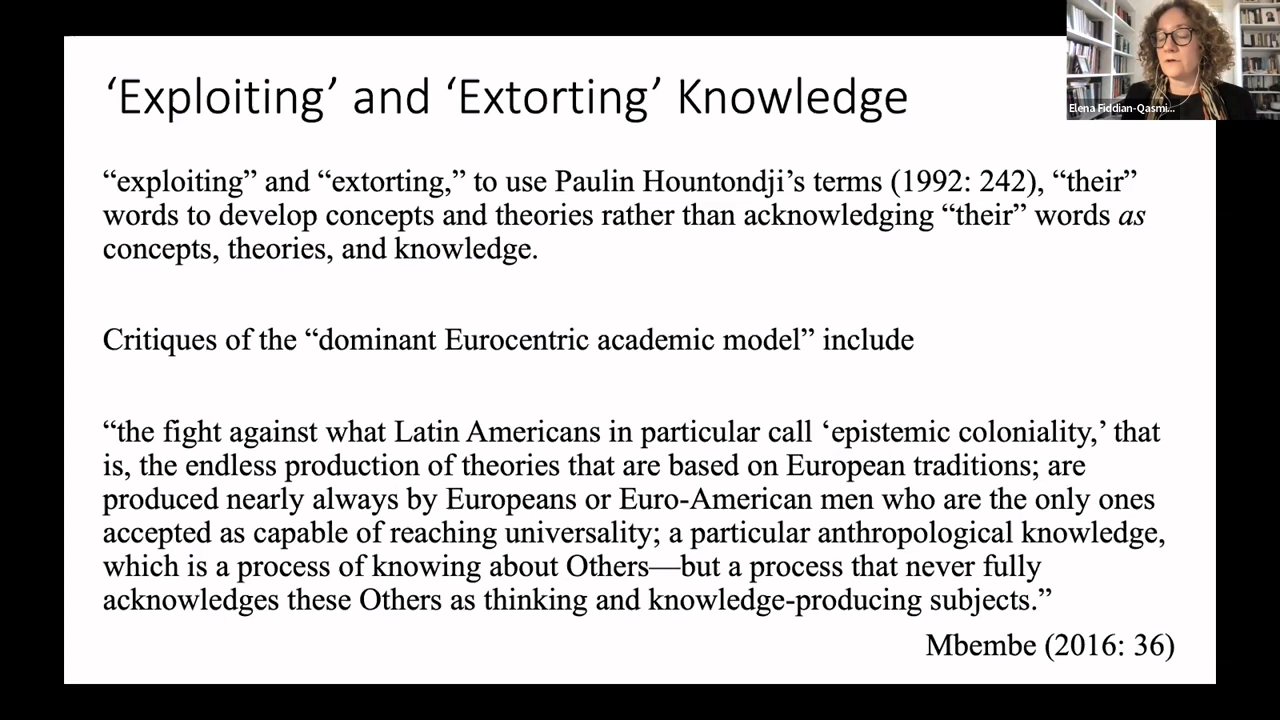 ‘Exploiting’ and ‘Extorting’ Knowledge
Elena Fiddian-Qasmi...
“exploiting” and “extorting,” to use Paulin Hountondji’s terms (1992: 242), “their”
words to develop concepts and theories rather than acknowledging “their” words as
concepts, theories, and knowledge.
Critiques of the “dominant Eurocentric academic model” include
“the fight against what Latin Americans in particular call ‘epistemic coloniality,’ that
is, the endless production of theories that are based on European traditions; are
produced nearly always by Europeans or Euro-American men who are the only ones
accepted as capable of reaching universality; a particular anthropological knowledge,
which is a process of knowing about Others—but a process that never fully
acknowledges these Others as thinking and knowledge-producing subjects.”
Mbembe (2016: 36)